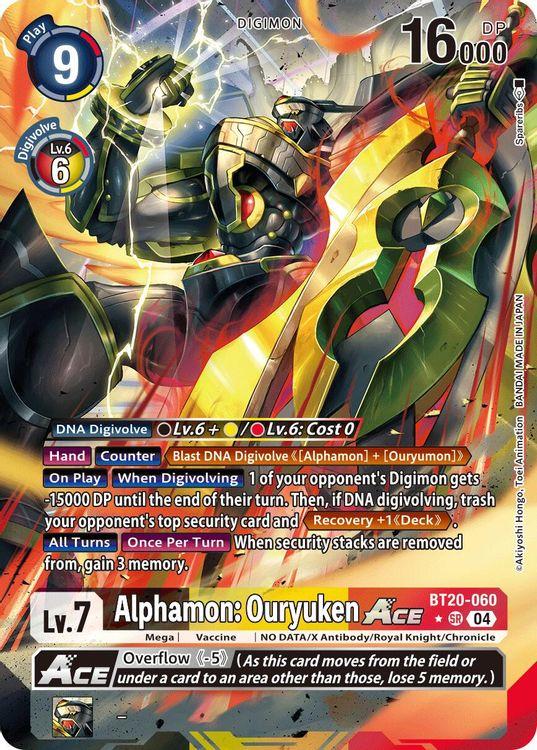 DIGIMON
Play
9
DP
16000
Digivolve
Lv.6
6
Spareribs
©Akiyoshi Hongo, Toei Animation BANDAI MADE IN JAPAN
DNA Digivolve Lv.6 + / Lv.6: Cost 0
Hand Counter Blast DNA Digivolve《[Alphamon] + [Ouryumon]》
On Play When Digivolving 1 of your opponent's Digimon gets
-15000 DP until the end of their turn. Then, if DNA digivolving, trash
your opponent's top security card and Recovery +1《Deck》.
All Turns Once Per Turn When security stacks are removed
from, gain 3 memory.
Lv.7 Alphamon: Ouryuken ACE BT20-060
SR 04
Mega | Vaccine | NO DATA/X Antibody/Royal Knight/Chronicle
ACE Overflow《-5》(As this card moves from the field or
under a card to an area other than those, lose 5 memory.)
-